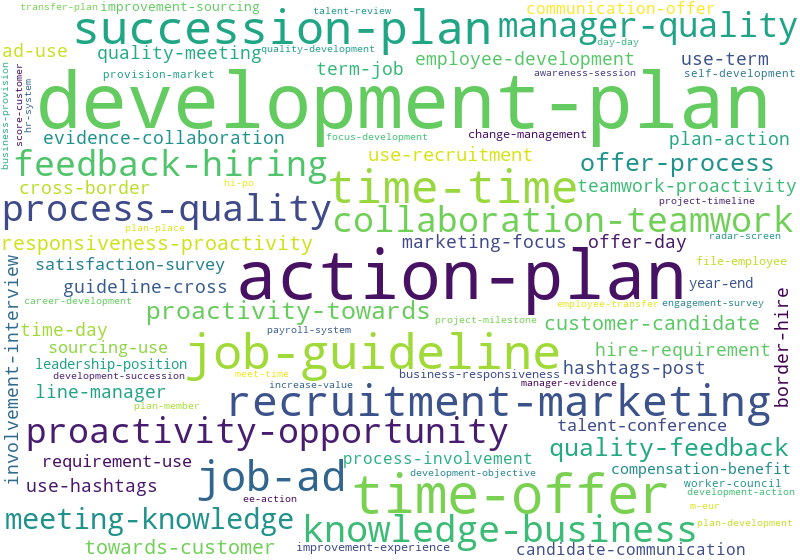 transfer-plan improvement-sourcing talent-review communication-offer
succession-plan manager-quality
ad-use quality-meeting quality-development employee-development day-day use-term
provision-market term-job awareness-session self-development
business-provision score-customer hr-system
development-plan
evidence-collaboration focus-development change-management plan-action
feedback-hiring use-recruitment offer-process
cross-border hi-po time-time teamwork-proactivity
process-quality project-timeline
plan-place collaboration-teamwork
responsiveness-proactivity marketing-focus offer-day radar-screen
satisfaction-survey action-plan file-employee
guideline-cross year-end
career-development proactivity-towards employee-transfer engagement-survey
involvement-interview border-hire
time-day payroll-system project-milestone customer-candidate
sourcing-use job-guideline hire-requirement
leadership-position hashtags-post
development-succession meet-time business-responsiveness
line-manager increase-value manager-evidence
plan-member recruitment-marketing
proactivity-opportunity talent-conference
requirement-use process-involvement quality-feedback
job-ad development-objective compensation-benefit
use-hashtags worker-council
ee-action time-offer development-action
m-eur
meeting-knowledge knowledge-business plan-development
towards-customer improvement-experience candidate-communication